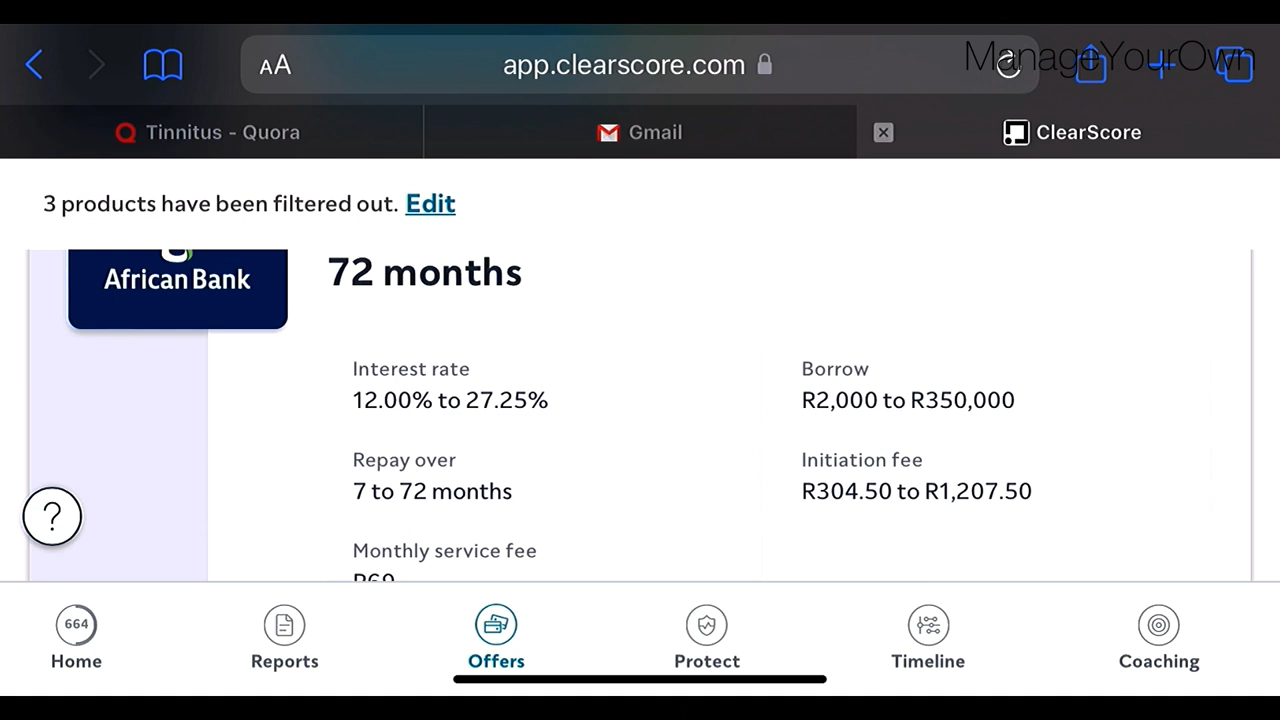 AA
app.clearscore.com
ManageYourOwn
Tinnitus - Quora
Gmail
ClearScore
3 products have been filtered out. Edit
African Bank
72 months
Interest rate
12.00% to 27.25%
Borrow
R2,000 to R350,000
Repay over
7 to 72 months
Initiation fee
R304.50 to R1,207.50
?
Monthly service fee
R69
664
Home
Reports
Offers
Protect
Timeline
Coaching